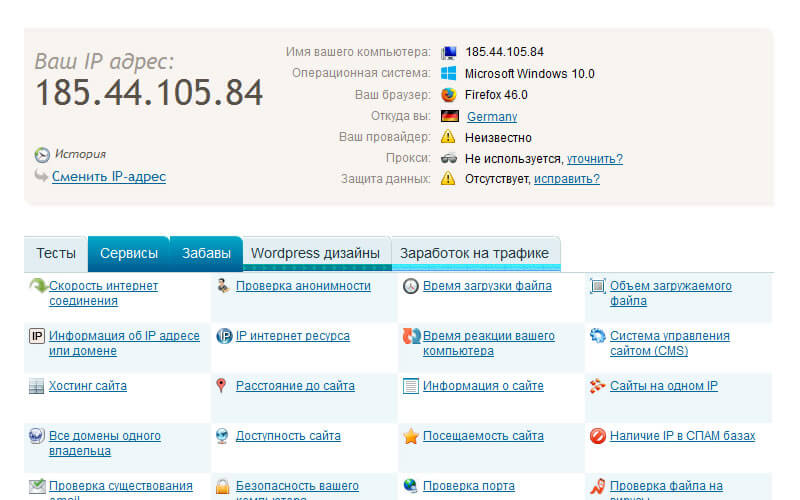 Ваш IP адрес:
185.44.105.84
История
Сменить IP-адрес
Имя вашего компьютера: 185.44.105.84
Операционная система: Microsoft Windows 10.0
Ваш браузер: Firefox 46.0
Откуда вы: Germany
Ваш провайдер: Неизвестно
Прокси: Не используется, уточнить?
Защита данных: Отсутствует, исправить?
Тесты Сервисы Забавы Wordpress дизайны Заработок на трафике
Скорость интернет
соединения
Проверка анонимности
Время загрузки файла
Объем загружаемого
файла
IP Информация об IP адресе
или домене
IP IP интернет ресурса
Время реакции вашего
компьютера
Система управления
сайтом (CMS)
Хостинг сайта
Расстояние до сайта
Информация о сайте
Сайты на одном IP
Все домены одного
владельца
Доступность сайта
Посещаемость сайта
Наличие IP в СПАМ базах
Проверка существования
email
Безопасность вашего
компьютера
Проверка порта
Проверка файла на
вирусы